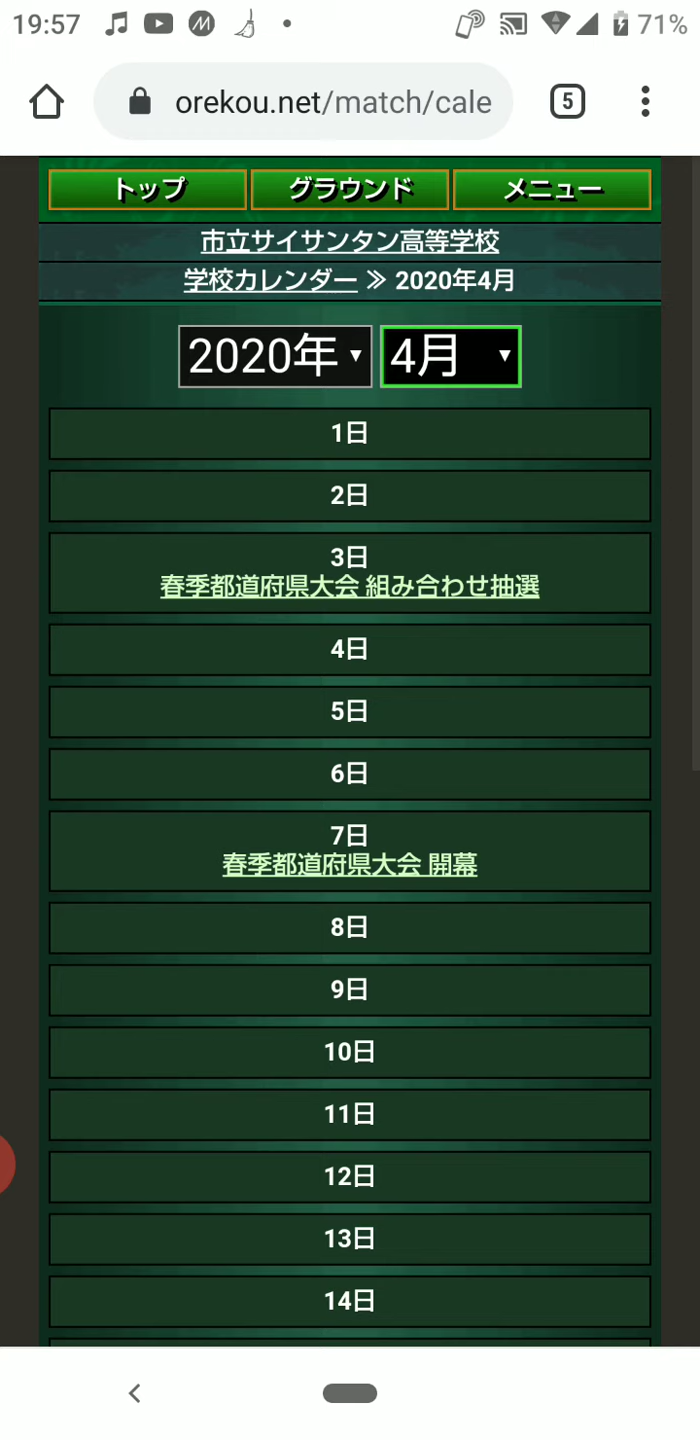 19:57
71%
orekou.net/match/cale
5
トップ グラウンド メニュー
市立サイサンタン高等学校
学校カレンダー ≫ 2020年4月
2020年 4月
1日
2日
3日
春季都道府県大会 組み合わせ抽選
4日
5日
6日
7日
春季都道府県大会 開幕
8日
9日
10日
11日
12日
13日
14日